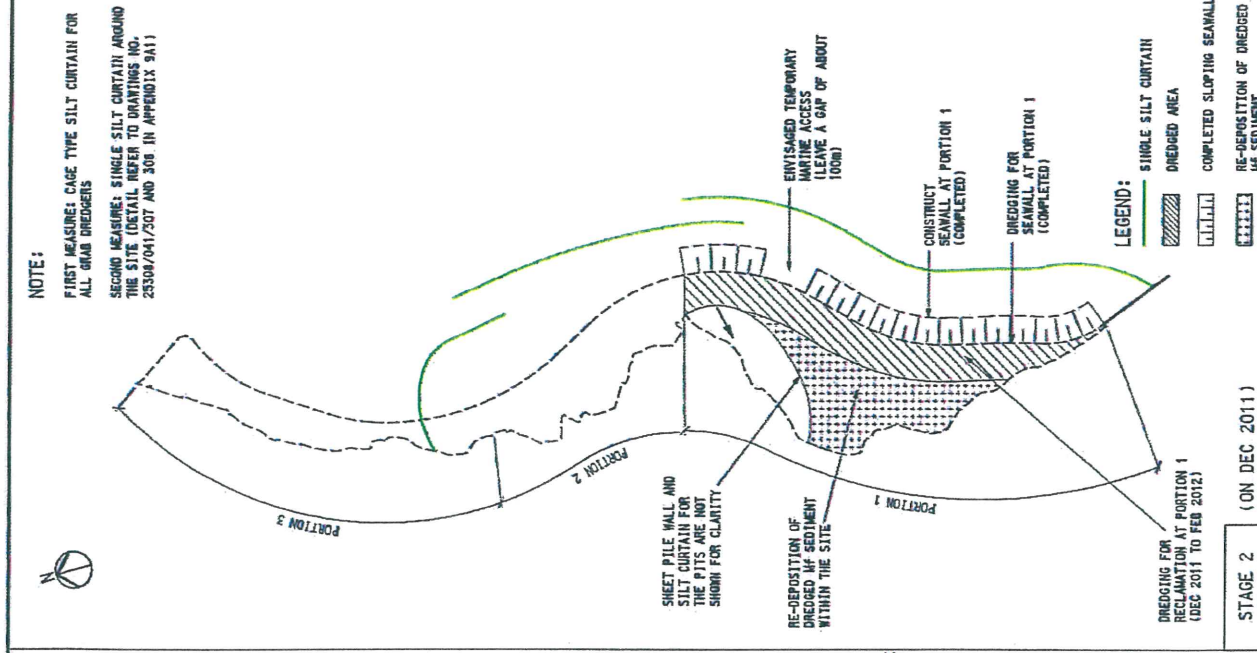 NOTE:
FIRST MEASURE: CAGE TYPE SILT CURTAIN FOR
ALL GRAB DREDGERS
SECOND MEASURE: SINGLE SILT CURTAIN AROUND
THE SITE (DETAIL REFER TO DRAWINGS NO.
25308/041/307 AND 308 IN APPENDIX 9A1)
N
PORTION 3
PORTION 2
PORTION 1
ENVISAGED TEMPORARY
MARINE ACCESS
(LEAVE A GAP OF ABOUT
100m)
SHEET PILE WALL AND
SILT CURTAIN FOR
THE PITS ARE NOT
SHOWN FOR CLARITY
RE-DEPOSITION OF
DREDGED Mf SEDIMENT
WITHIN THE SITE
CONSTRUCT
SEAWALL AT PORTION 1
(COMPLETED)
DREDGING FOR
SEAWALL AT PORTION 1
(COMPLETED)
DREDGING FOR
RECLAMATION AT PORTION 1
(DEC 2011 TO FEB 2012)
LEGEND:
SINGLE SILT CURTAIN
DREDGED AREA
COMPLETED SLOPING SEAWALL
RE-DEPOSITION OF DREDGED
Mf SEDIMENT
STAGE 2 (ON DEC 2011)